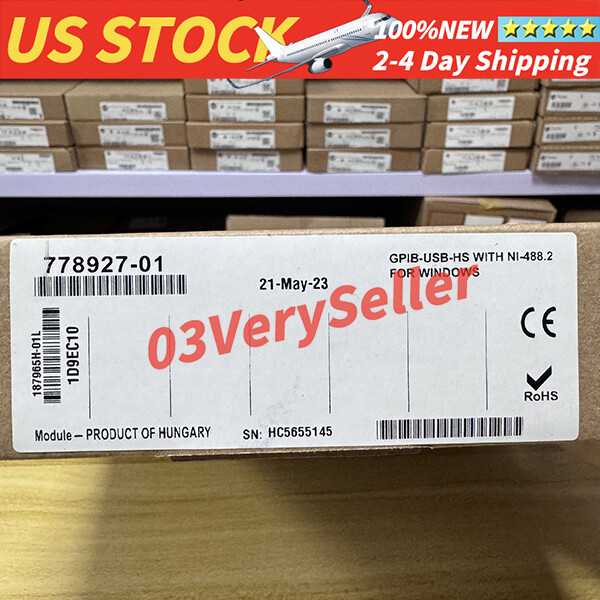 US STOCK
100%NEW
2-4 Day Shipping
778927-01
21-May-23
GPIB-USB-HS WITH NI-488.2
FOR WINDOWS
03VerySeller
187965H-01L
1D9EC10
CE
RoHS
Module – PRODUCT OF HUNGARY
SN: HC5655145